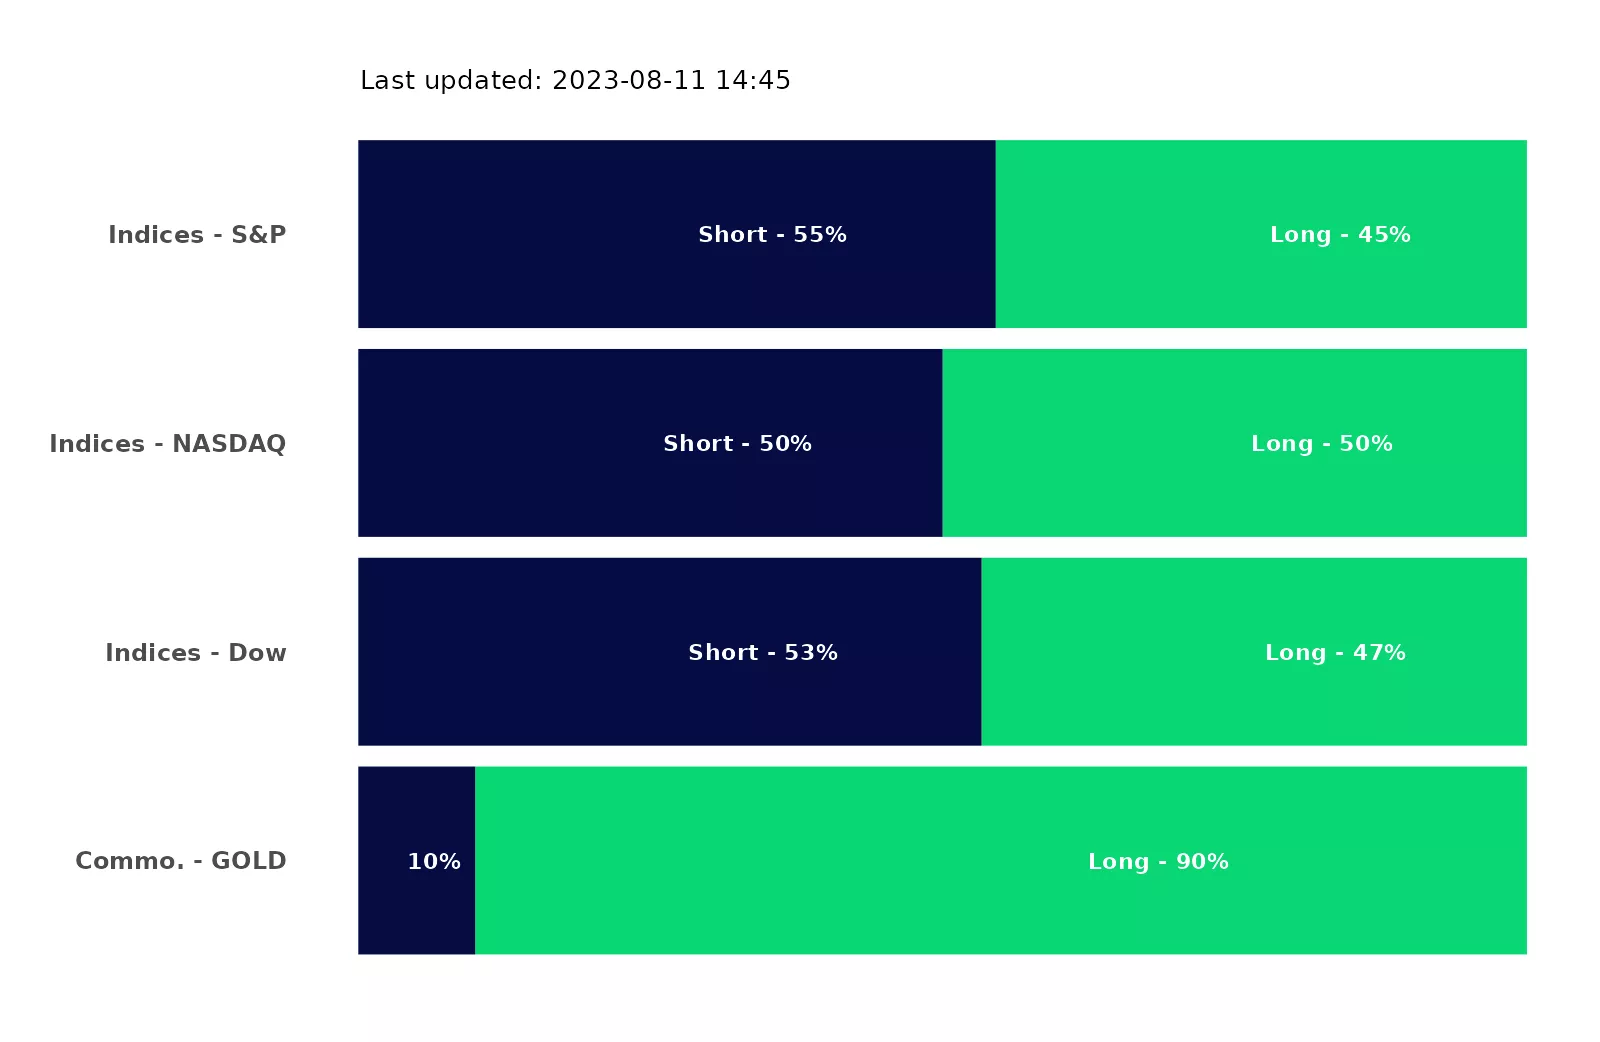 Last updated: 2023-08-11 14:45
Indices - S&P Short - 55% Long - 45%
Indices - NASDAQ Short - 50% Long - 50%
Indices - Dow Short - 53% Long - 47%
Commo. - GOLD 10% Long - 90%